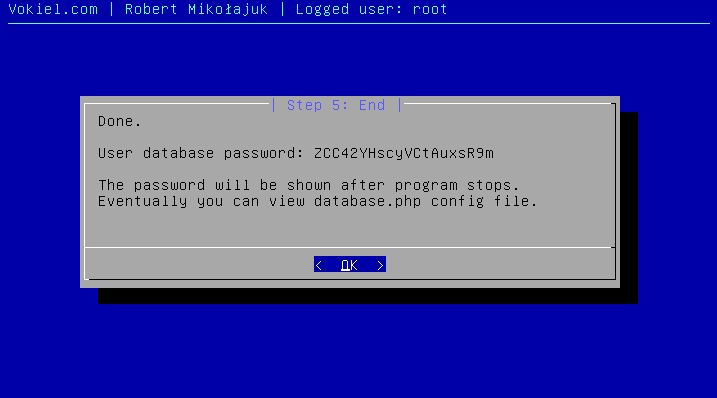 Vokiel.com | Robert Mikołajuk | Logged user: root
| Step 5: End |
Done.
User database password: ZCC42YHscyVCtAuxsR9m
The password will be shown after program stops.
Eventually you can view database.php config file.
< OK >